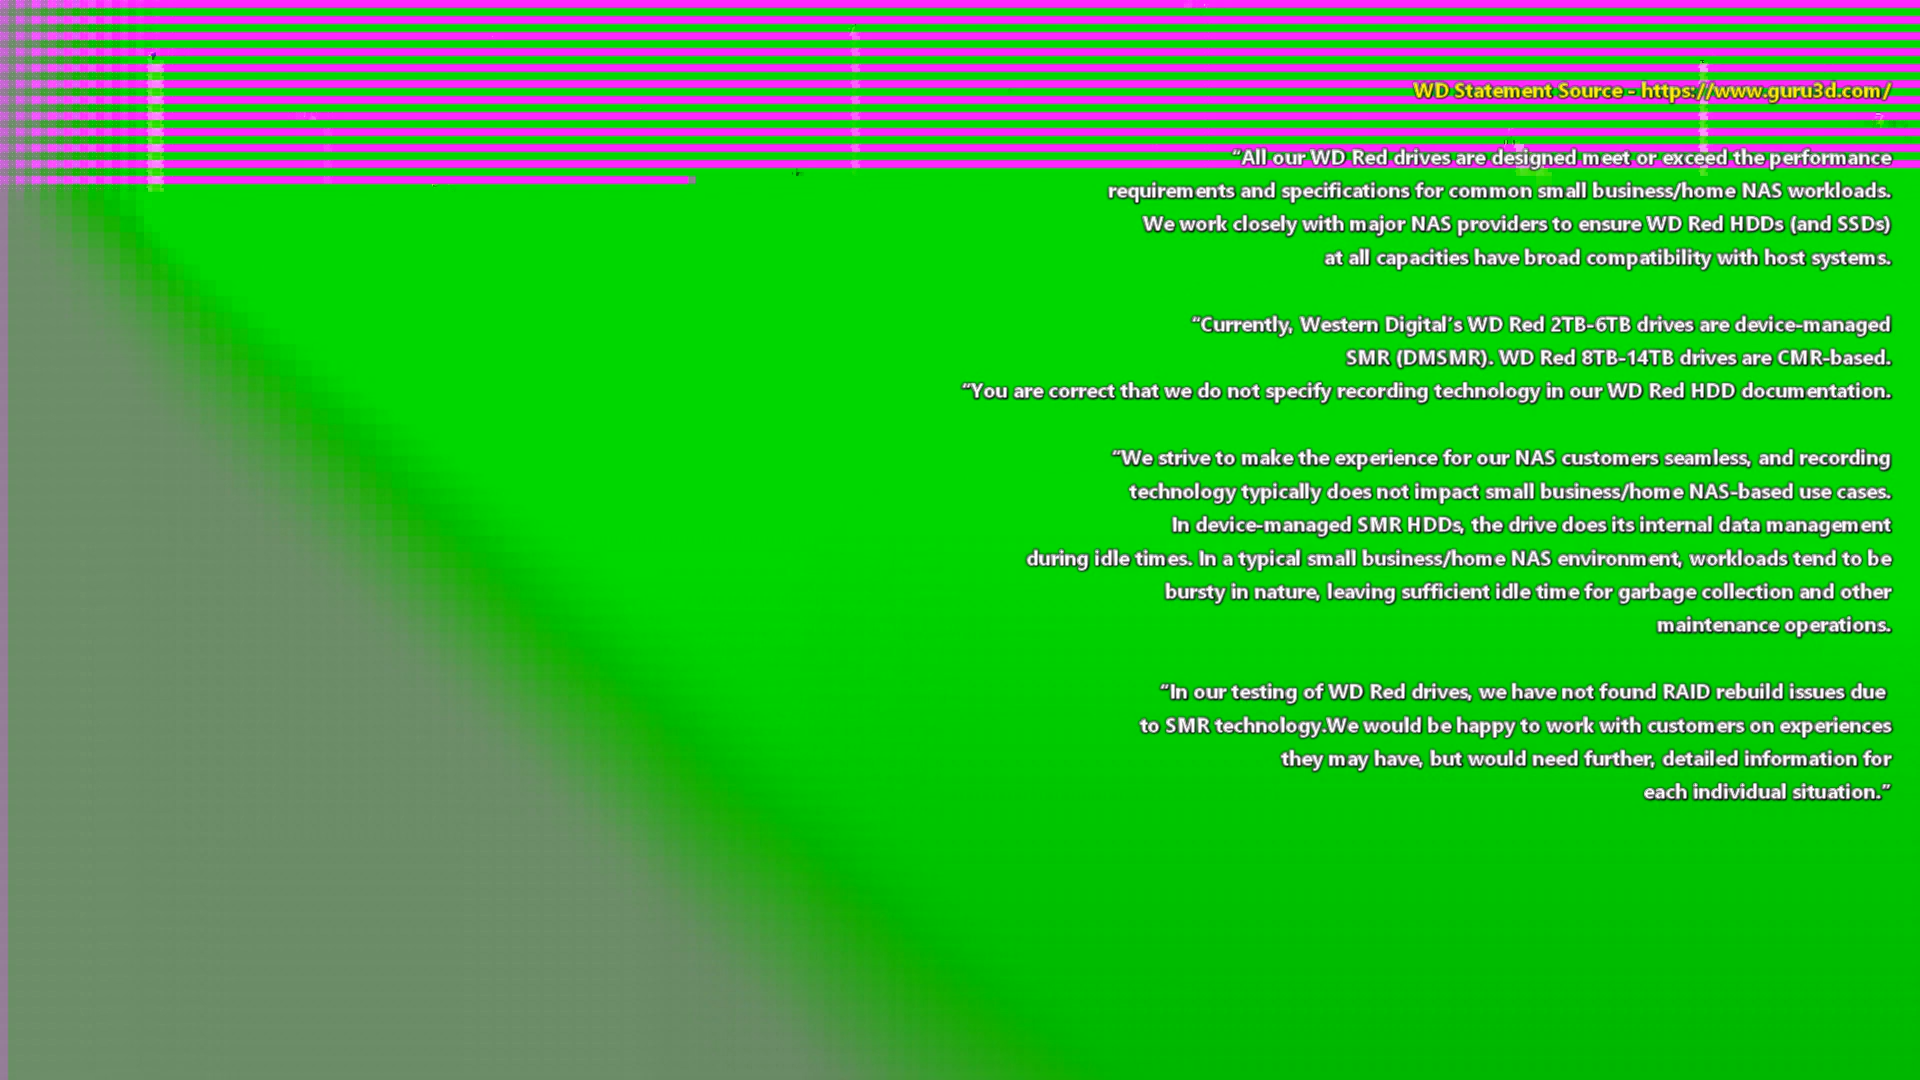 WD Statement Source - https://www.guru3d.com/
“All our WD Red drives are designed meet or exceed the performance
requirements and specifications for common small business/home NAS workloads.
We work closely with major NAS providers to ensure WD Red HDDs (and SSDs)
at all capacities have broad compatibility with host systems.
“Currently, Western Digital’s WD Red 2TB-6TB drives are device-managed
SMR (DMSMR). WD Red 8TB-14TB drives are CMR-based.
“You are correct that we do not specify recording technology in our WD Red HDD documentation.
“We strive to make the experience for our NAS customers seamless, and recording
technology typically does not impact small business/home NAS-based use cases.
In device-managed SMR HDDs, the drive does its internal data management
during idle times. In a typical small business/home NAS environment, workloads tend to be
bursty in nature, leaving sufficient idle time for garbage collection and other
maintenance operations.
“In our testing of WD Red drives, we have not found RAID rebuild issues due
to SMR technology.We would be happy to work with customers on experiences
they may have, but would need further, detailed information for
each individual situation.”